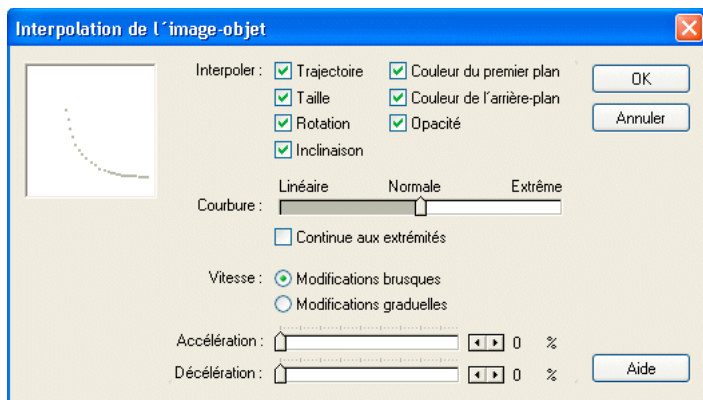 Interpolation de l´image-objet
Interpoler : Trajectoire Couleur du premier plan OK
Taille Couleur de l'arrière-plan
Rotation Opacité Annuler
Inclinaison
Linéaire Normale Extrême
Courbure :
Continue aux extrémités
Vitesse : Modifications brusques
Modifications graduelles
Accélération : 0 %
Décélération : 0 % Aide